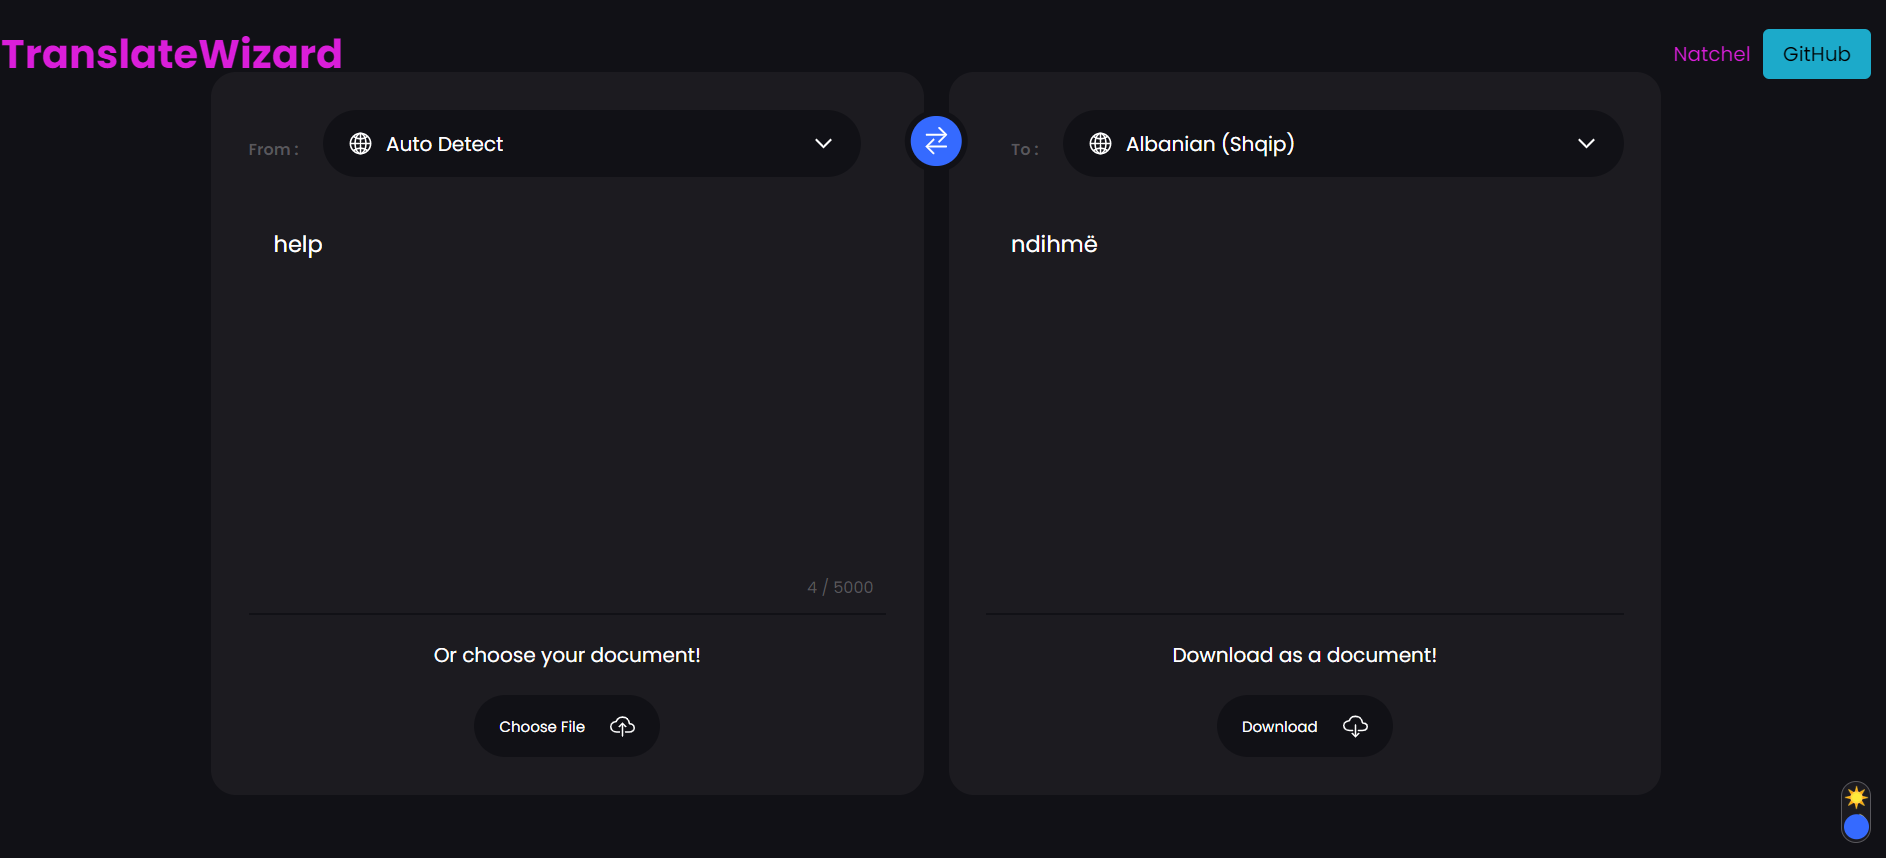 TranslateWizard
Natchel
GitHub
From :
Auto Detect
To :
Albanian (Shqip)
help
ndihmë
4 / 5000
Or choose your document!
Download as a document!
Choose File
Download